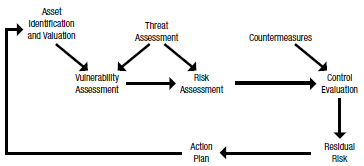 Asset
Identification
and Valuation
Threat
Assessment
Countermeasures
Vulnerability
Assessment
Risk
Assessment
Control
Evaluation
Action
Plan
Residual
Risk